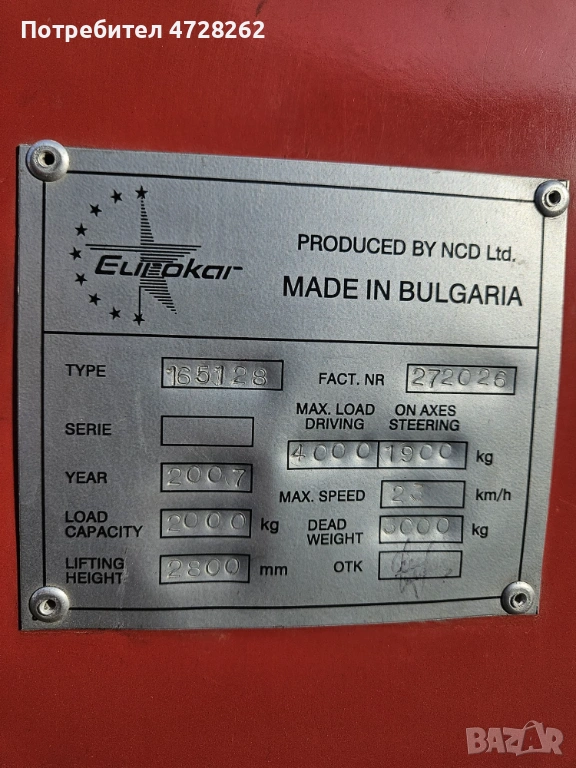 Потребител 4728262
Eurokar
PRODUCED BY NCD Ltd.
MADE IN BULGARIA
TYPE 165128 FACT. NR 272026
MAX. LOAD ON AXES
DRIVING STEERING
SERIE 4000 1900 kg
YEAR 2007 MAX. SPEED km/h
LOAD CAPACITY 2000 kg DEAD WEIGHT kg
LIFTING HEIGHT 2800 mm OTK
BAZAR